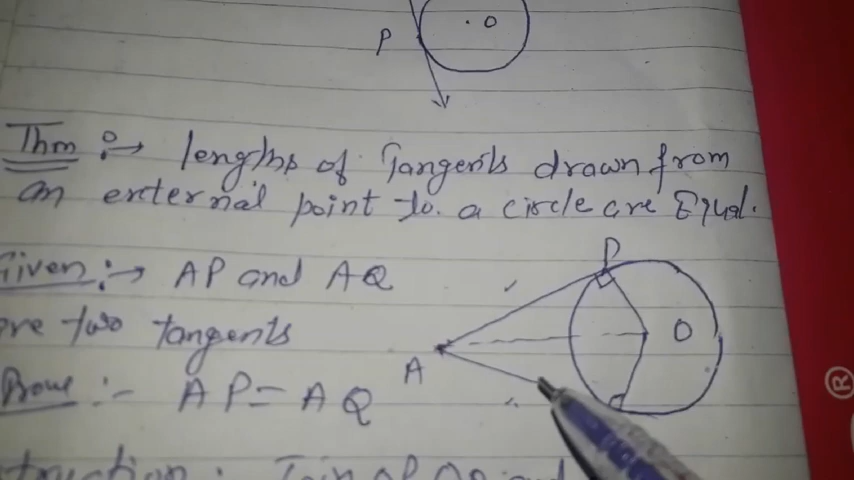 P
O
Thm :→ lengths of Tangents drawn from
an external point to a circle are Equal.
Given :→ AP and AQ
are two tangents
Prove :- AP = AQ
P
O
A
®